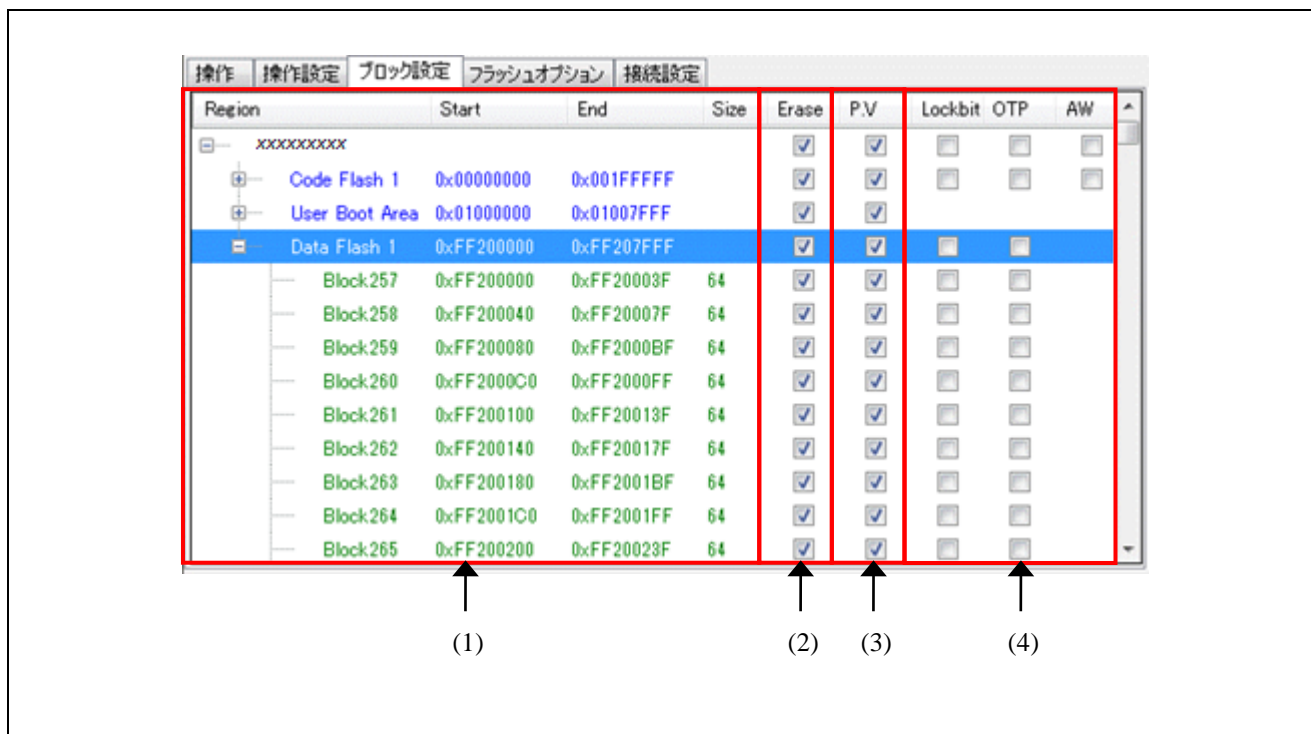 操作 操作設定 ブロック設定 フラッシュオプション 接続設定
Region Start End Size Erase P.V Lockbit OTP AW
xxxxxxxxx
Code Flash 1 0x00000000 0x001FFFFF
User Boot Area 0x01000000 0x01007FFF
Data Flash 1 0xFF200000 0xFF207FFF
Block257 0xFF200000 0xFF20003F 64
Block258 0xFF200040 0xFF20007F 64
Block259 0xFF200080 0xFF2000BF 64
Block260 0xFF2000C0 0xFF2000FF 64
Block261 0xFF200100 0xFF20013F 64
Block262 0xFF200140 0xFF20017F 64
Block263 0xFF200180 0xFF2001BF 64
Block264 0xFF2001C0 0xFF2001FF 64
Block265 0xFF200200 0xFF20023F 64
(1) (2) (3) (4)